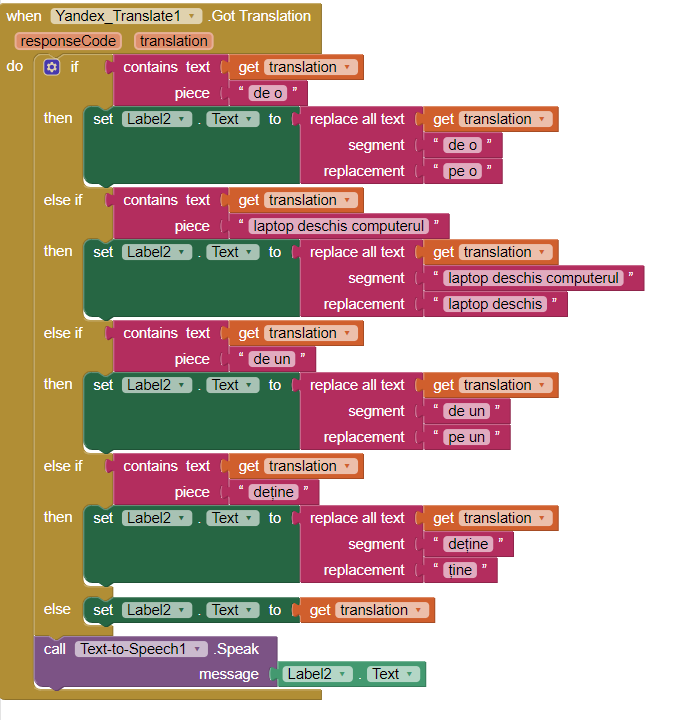 when Yandex_Translate1 .Got Translation
responseCode translation
do if contains text get translation
piece “ de o ”
then set Label2 . Text to replace all text get translation
segment “ de o ”
replacement “ pe o ”
else if contains text get translation
piece “ laptop deschis computerul ”
then set Label2 . Text to replace all text get translation
segment “ laptop deschis computerul ”
replacement “ laptop deschis ”
else if contains text get translation
piece “ de un ”
then set Label2 . Text to replace all text get translation
segment “ de un ”
replacement “ pe un ”
else if contains text get translation
piece “ deține ”
then set Label2 . Text to replace all text get translation
segment “ deține ”
replacement “ ține ”
else set Label2 . Text to get translation
call Text-to-Speech1 .Speak
message Label2 . Text